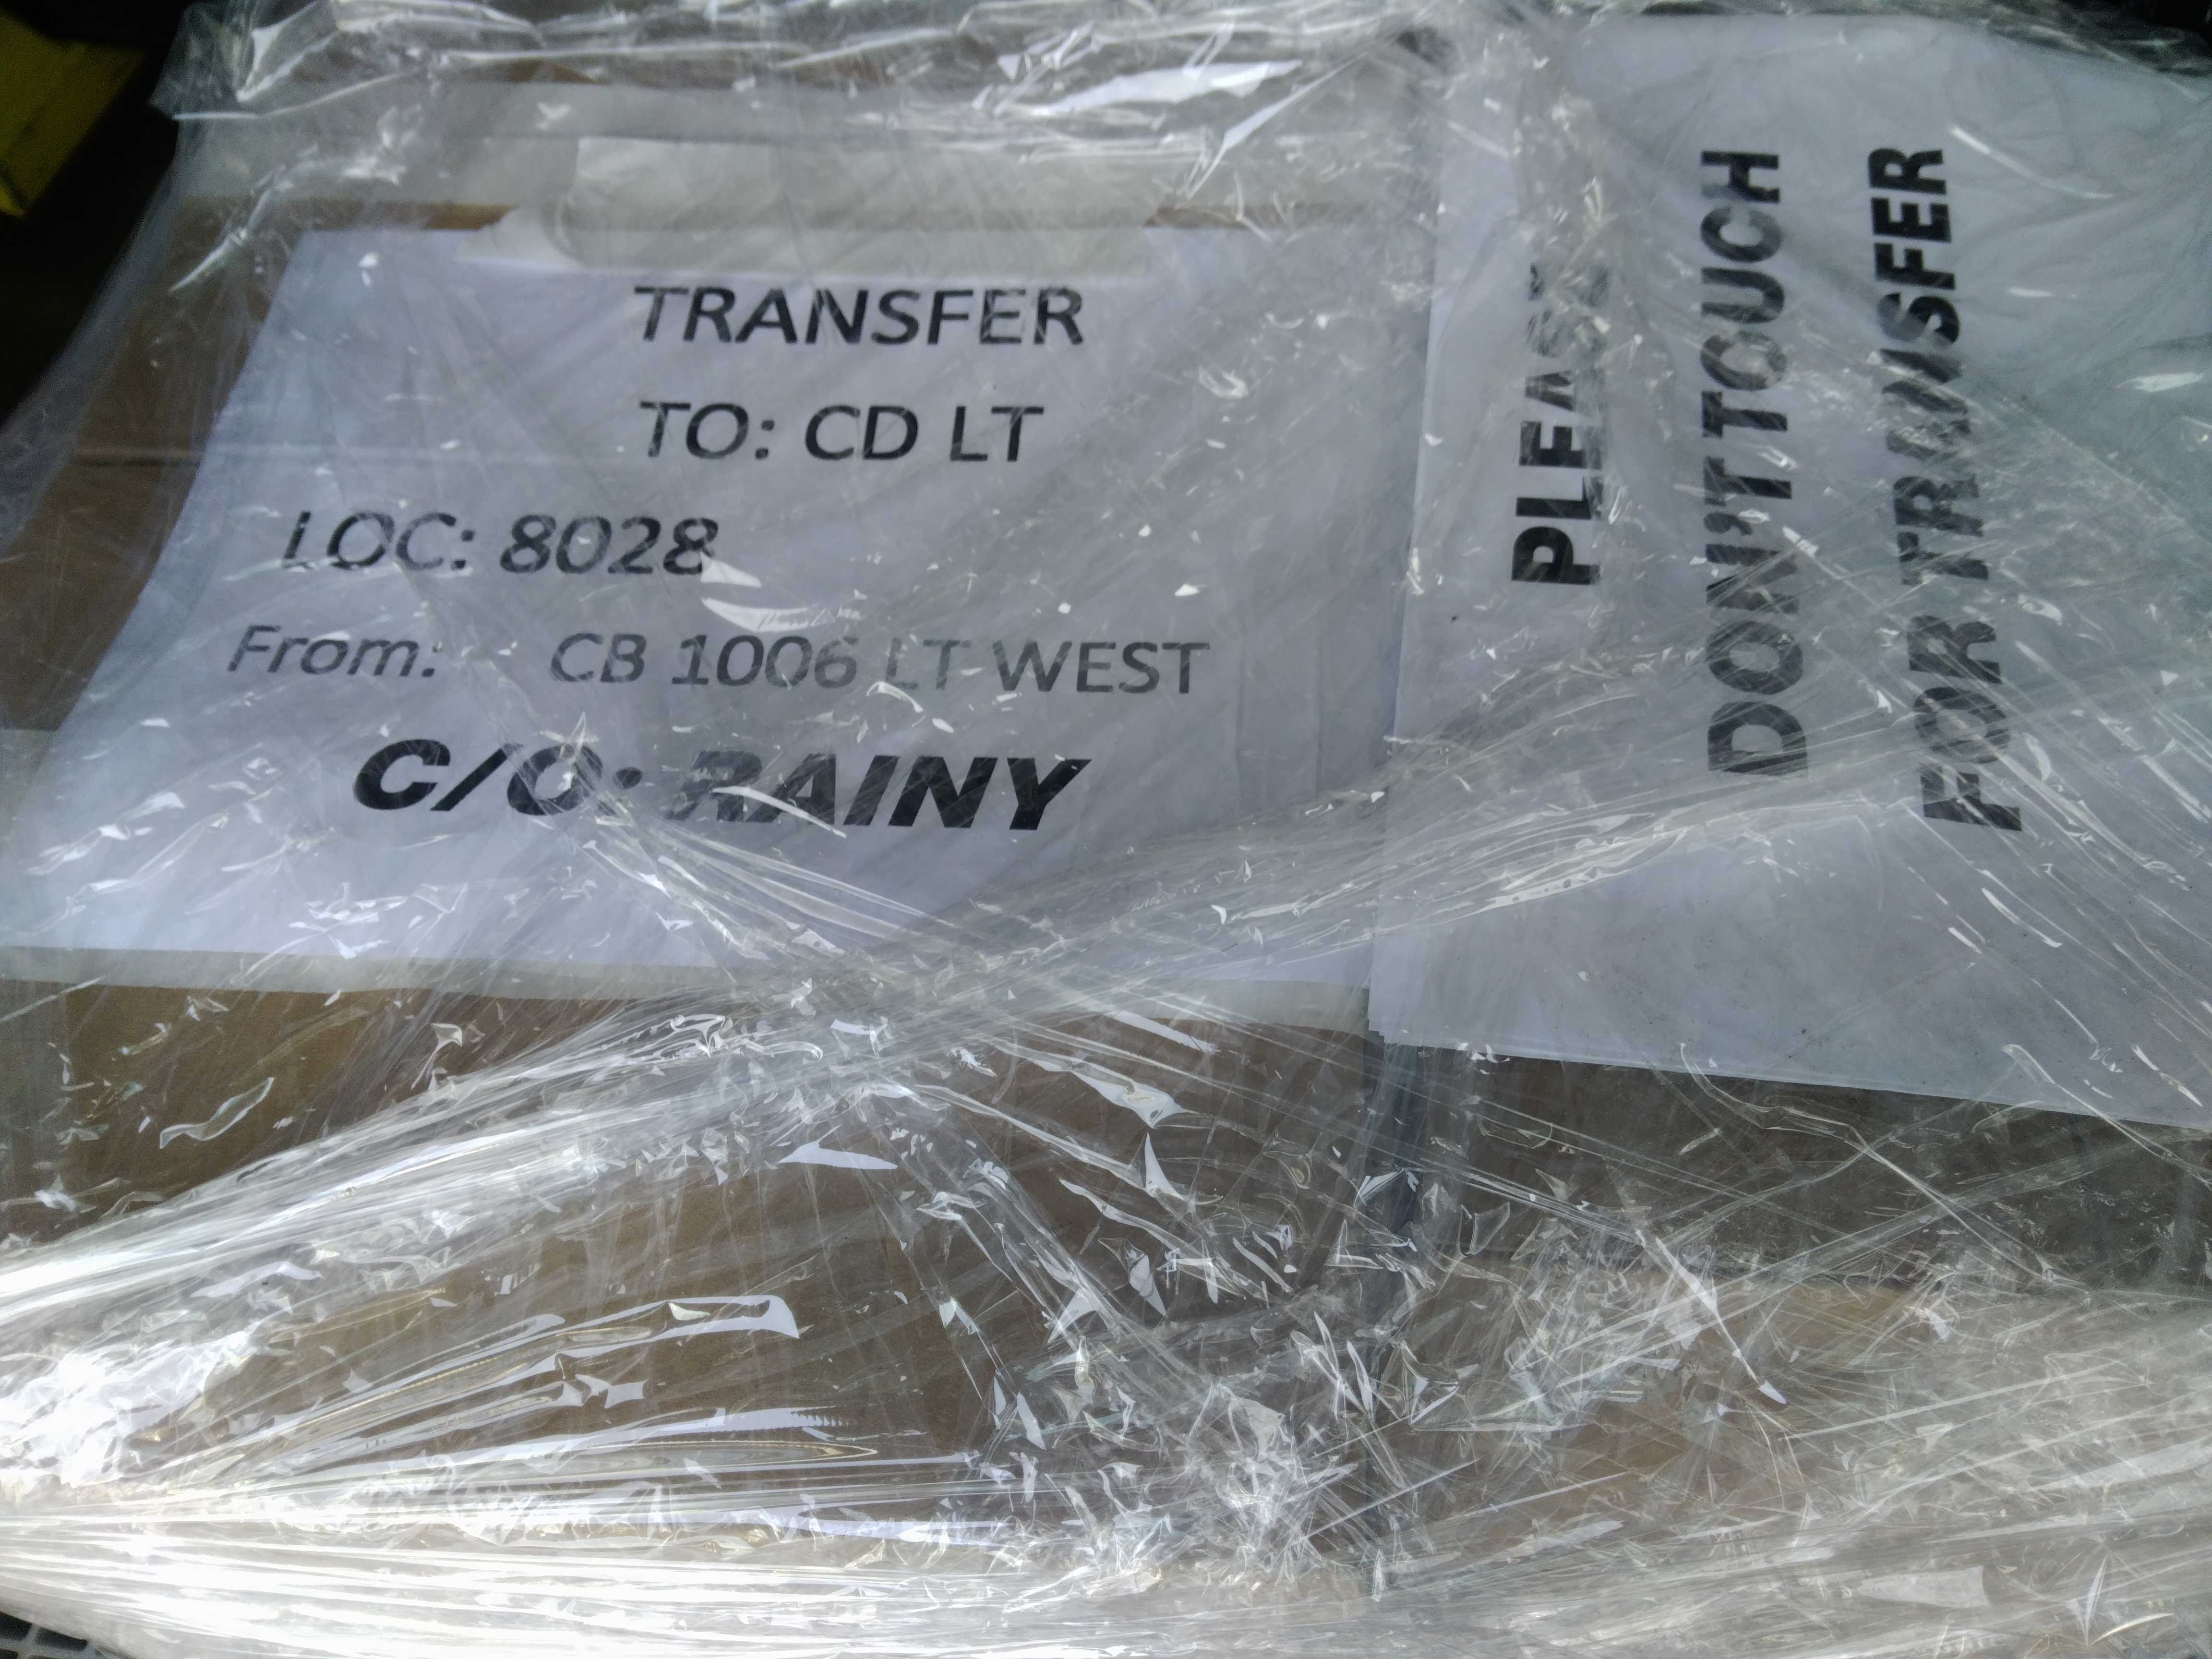 TRANSFER
TO: CD LT
LOC: 8028
From: CB 1006 LT WEST
C/O: RAINY
PLEASE
DON'T TOUCH
FOR TRANSFER